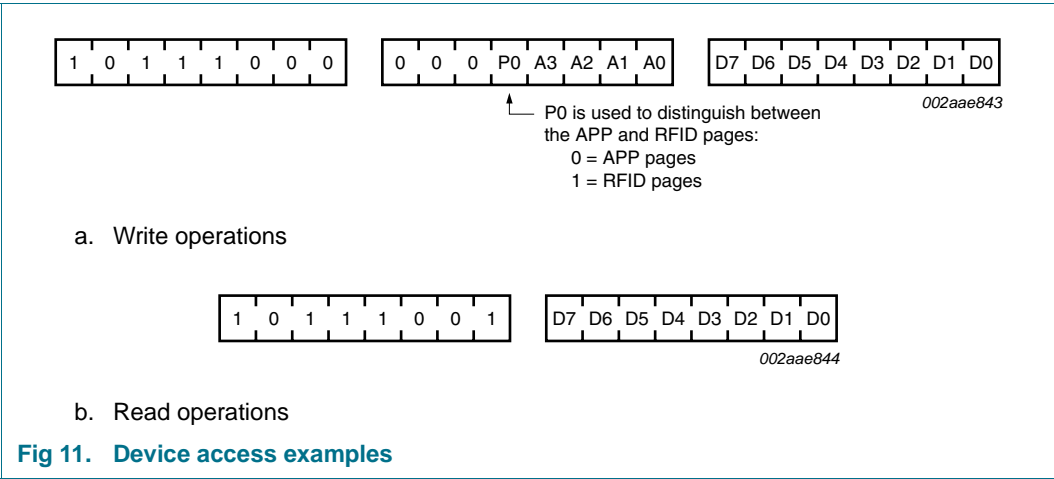 1 0 1 1 1 0 0 0 0 0 0 P0 A3 A2 A1 A0 D7 D6 D5 D4 D3 D2 D1 D0
002aae843
P0 is used to distinguish between
the APP and RFID pages:
0 = APP pages
1 = RFID pages
a. Write operations
1 0 1 1 1 0 0 1 D7 D6 D5 D4 D3 D2 D1 D0
002aae844
b. Read operations
Fig 11. Device access examples